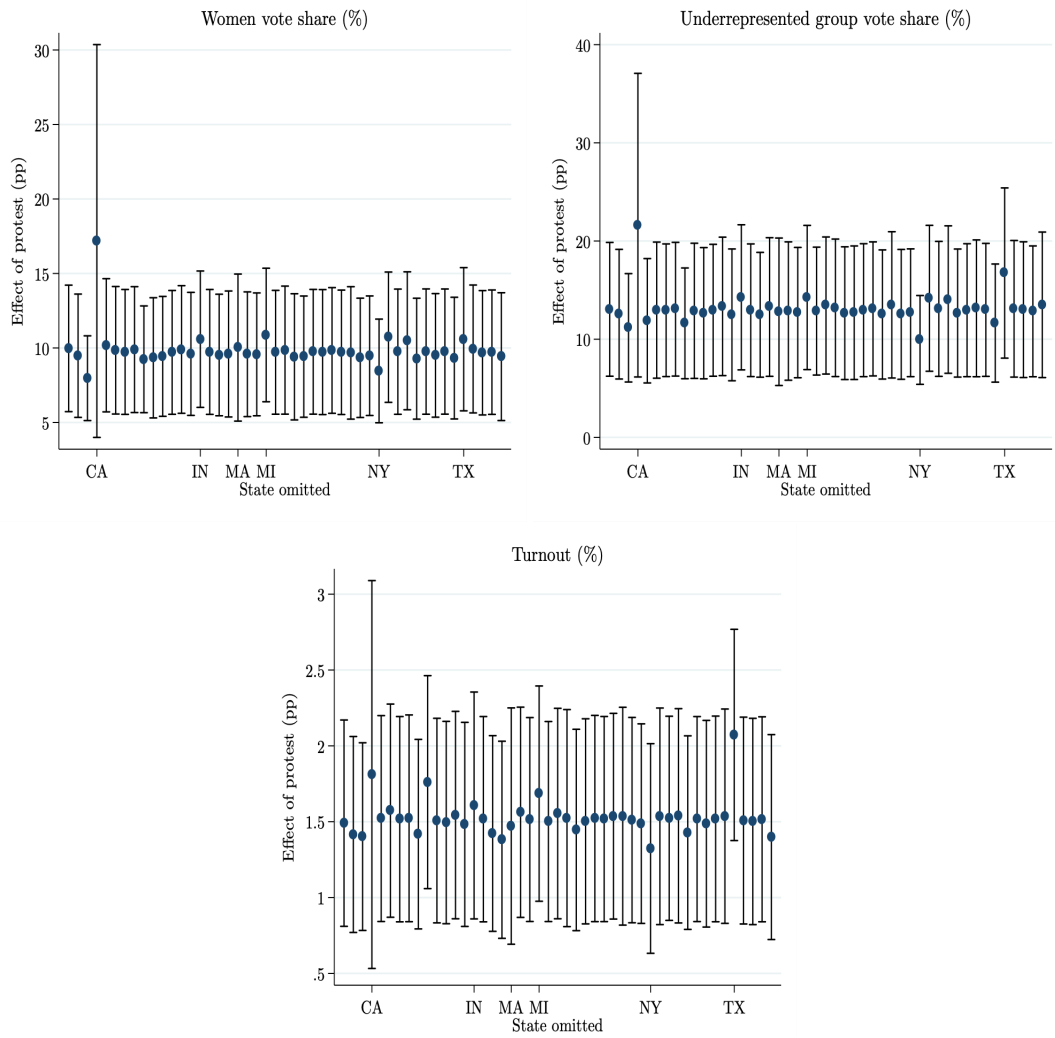 Women vote share (%)
Effect of protest (pp)
30
25
20
15
10
5
CA IN MA MI NY TX
State omitted
Underrepresented group vote share (%)
Effect of protest (pp)
40
30
20
10
0
CA IN MA MI NY TX
State omitted
Turnout (%)
Effect of protest (pp)
3
2.5
2
1.5
1
.5
CA IN MA MI NY TX
State omitted